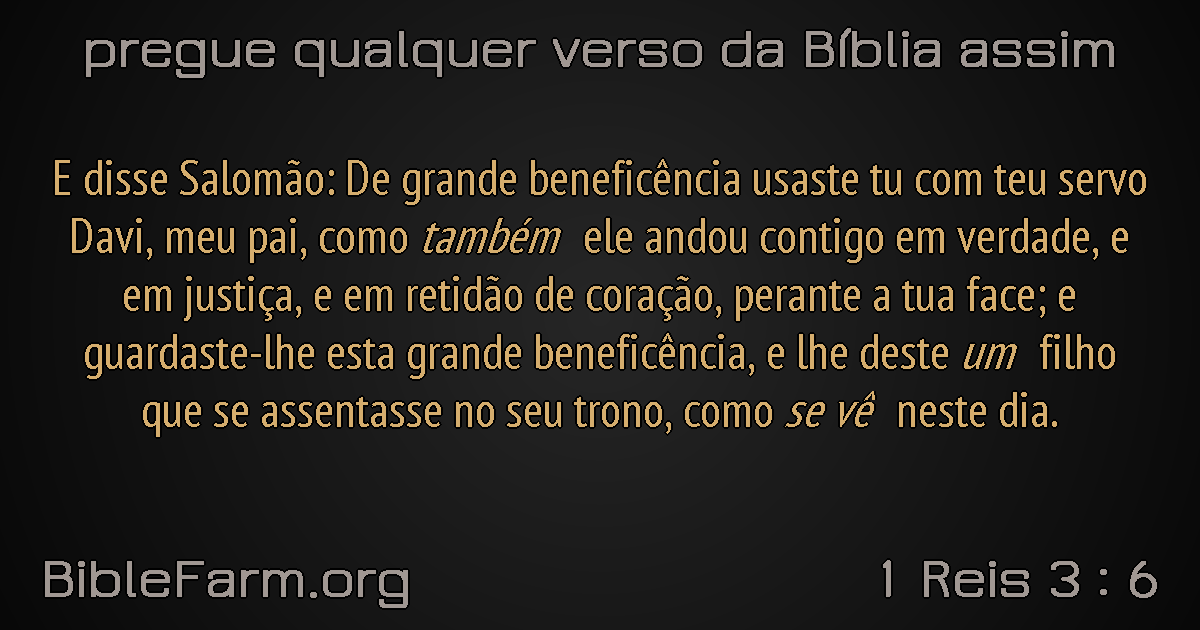 pregue qualquer verso da Bíblia assim
E disse Salomão: De grande beneficência usaste tu com teu servo
Davi, meu pai, como também ele andou contigo em verdade, e
em justiça, e em retidão de coração, perante a tua face; e
guardaste-lhe esta grande beneficência, e lhe deste um filho
que se assentasse no seu trono, como se vê neste dia.
BibleFarm.org
1 Reis 3 : 6